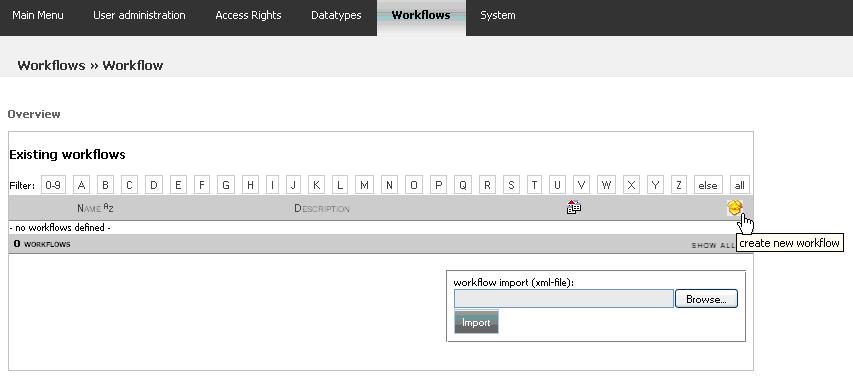 Main Menu User administration Access Rights Datatypes Workflows System
Workflows » Workflow
Overview
Existing workflows
Filter: 0-9 A B C D E F G H I J K L M N O P Q R S T U V W X Y Z else all
NAME AZ DESCRIPTION
- no workflows defined -
0 WORKFLOWS SHOW ALL
create new workflow
workflow import (xml-file):
Browse...
Import